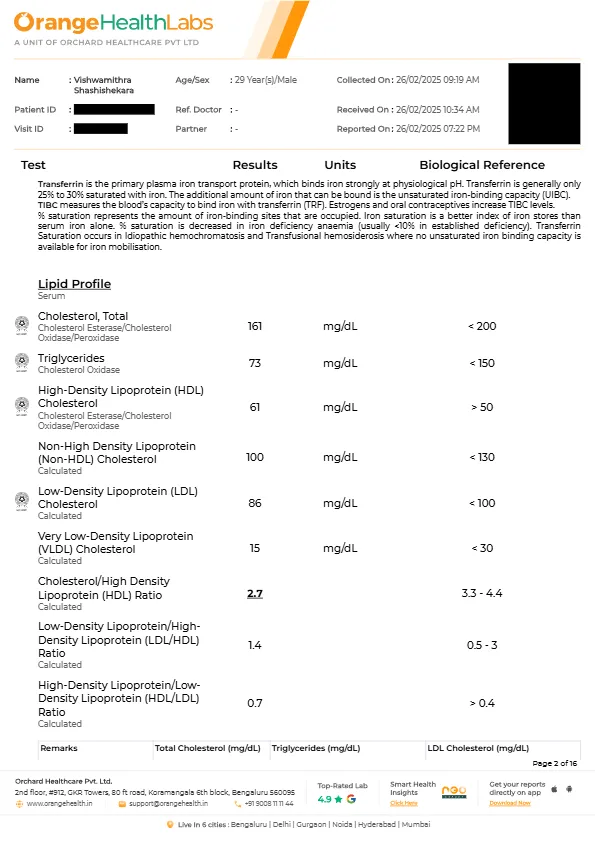 OrangeHealthLabs
A UNIT OF ORCHARD HEALTHCARE PVT LTD
Name : Vishwamithra Shashishekara Age/Sex : 29 Year(s)/Male Collected On : 26/02/2025 09:19 AM
Patient ID : Ref. Doctor : - Received On : 26/02/2025 10:34 AM
Visit ID : Partner : - Reported On : 26/02/2025 07:22 PM
Test Results Units Biological Reference
Transferrin is the primary plasma iron transport protein, which binds iron strongly at physiological pH. Transferrin is generally only
25% to 30% saturated with iron. The additional amount of iron that can be bound is the unsaturated iron-binding capacity (UIBC).
TIBC measures the blood's capacity to bind iron with transferrin (TRF). Estrogens and oral contraceptives increase TIBC levels.
% saturation represents the amount of iron-binding sites that are occupied. Iron saturation is a better index of iron stores than
serum iron alone. % saturation is decreased in iron deficiency anaemia (usually <10% in established deficiency). Transferrin
Saturation occurs in Idiopathic hemochromatosis and Transfusional hemosiderosis where no unsaturated iron binding capacity is
available for iron mobilisation.
Lipid Profile
Serum
Cholesterol, Total 161 mg/dL < 200
Cholesterol Esterase/Cholesterol
Oxidase/Peroxidase
Triglycerides 73 mg/dL < 150
Cholesterol Oxidase
High-Density Lipoprotein (HDL)
Cholesterol 61 mg/dL > 50
Cholesterol Esterase/Cholesterol
Oxidase/Peroxidase
Non-High Density Lipoprotein
(Non-HDL) Cholesterol 100 mg/dL < 130
Calculated
Low-Density Lipoprotein (LDL)
Cholesterol 86 mg/dL < 100
Calculated
Very Low-Density Lipoprotein
(VLDL) Cholesterol 15 mg/dL < 30
Calculated
Cholesterol/High Density
Lipoprotein (HDL) Ratio 2.7 3.3 - 4.4
Calculated
Low-Density Lipoprotein/High-
Density Lipoprotein (LDL/HDL)
Ratio 1.4 0.5 - 3
Calculated
High-Density Lipoprotein/Low-
Density Lipoprotein (HDL/LDL)
Ratio 0.7 > 0.4
Calculated
Remarks Total Cholesterol (mg/dL) Triglycerides (mg/dL) LDL Cholesterol (mg/dL)
Page 2 of 16
Orchard Healthcare Pvt. Ltd.
2nd floor, #912, GKR Towers, 80 ft road, Koramangala 6th block, Bengaluru 560095
www.orangehealth.in support@orangehealth.in +91 9008 11 11 44
Top-Rated Lab
4.9
Smart Health
Insights
Click Here
Get your reports
directly on app
Download Now
Live in 6 cities : Bengaluru | Delhi | Gurgaon | Noida | Hyderabad | Mumbai